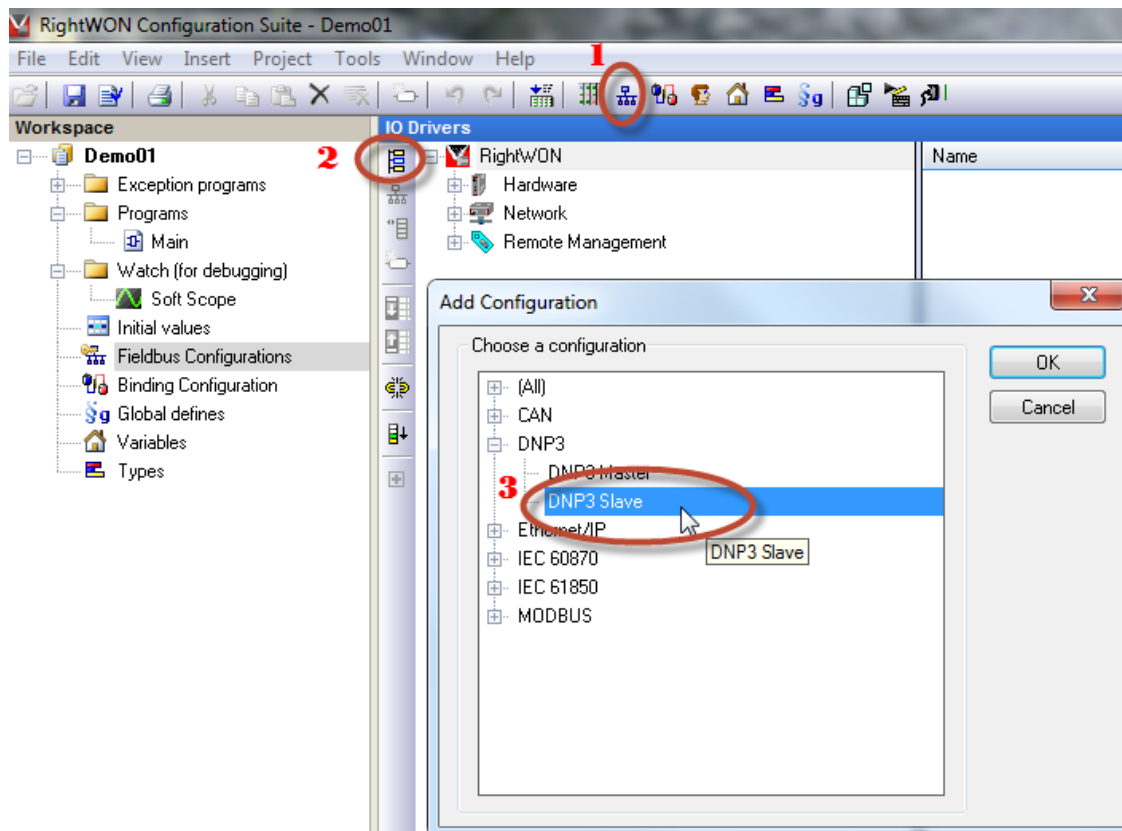 RightWON Configuration Suite - Demo01
File Edit View Insert Project Tools Window Help
1
Workspace
IO Drivers
2
Demo01
Exception programs
Programs
Main
Watch (for debugging)
Soft Scope
Initial values
Fieldbus Configurations
Binding Configuration
§g Global defines
Variables
Types
RightWON
Hardware
Network
Remote Management
Name
Add Configuration
Choose a configuration
OK
Cancel
(All)
CAN
DNP3
DNP3 Master
3
DNP3 Slave
Ethernet/IP
DNP3 Slave
IEC 60870
IEC 61850
MODBUS